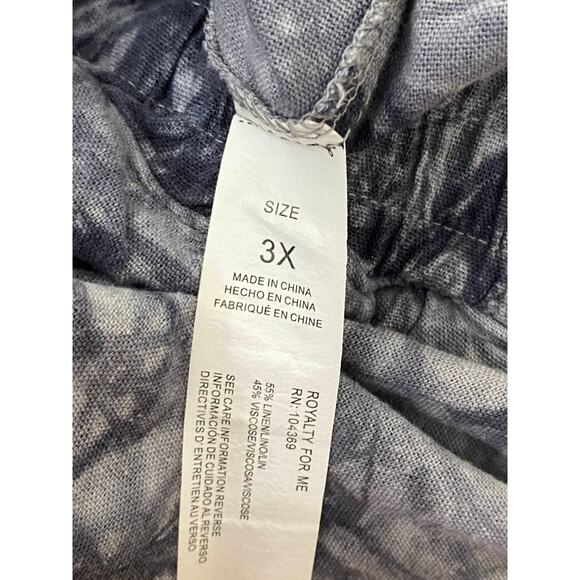 SIZE
3X
MADE IN CHINA
HECHO EN CHINA
FABRIQUÉ EN CHINE
ROYALTY FOR ME
RN: 104369
55% LINEN/LINO/LIN
45% VISCOSE/VISCOSA/VISCOSE
SEE CARE INFORMATION REVERSE
INFORMACIÓN DE CUIDADO AL REVERSO
DIRECTIVES D' ENTRETIEN AU VERSO